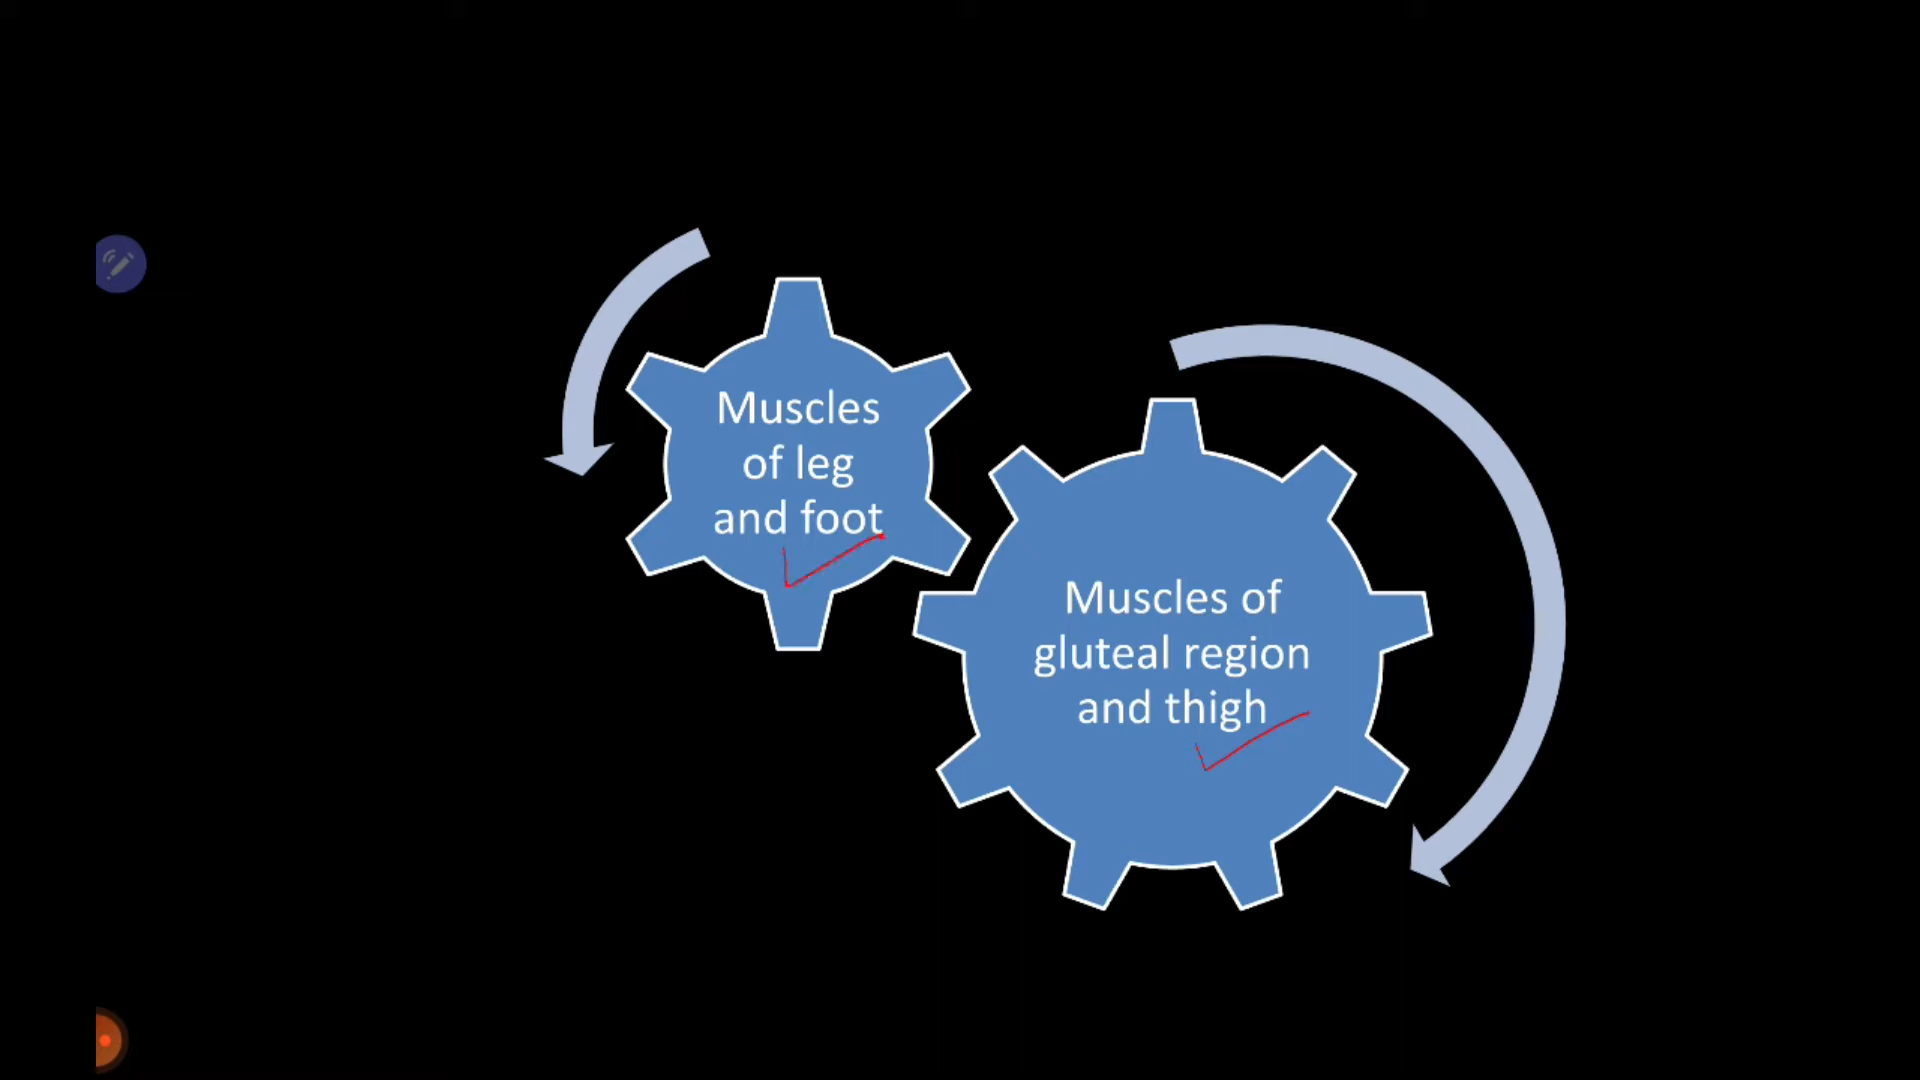 Muscles
of leg
and foot
Muscles of
gluteal region
and thigh